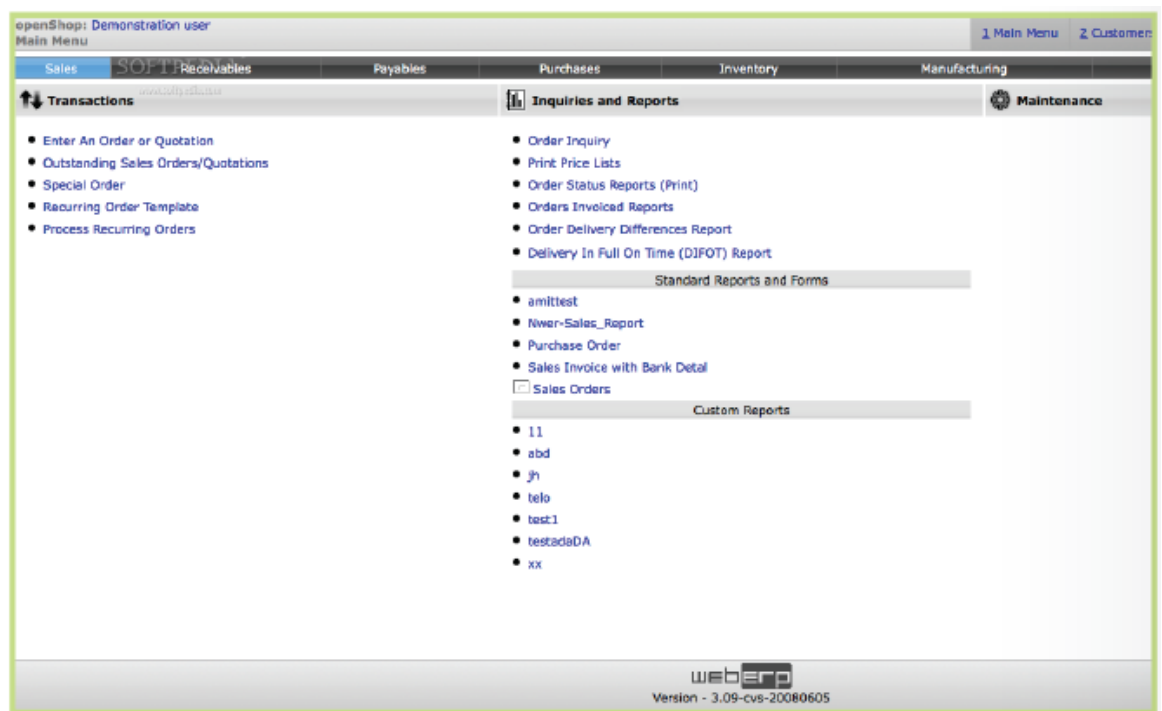 openShop: Demonstration user
Main Menu
1 Main Menu 2 Customers
Sales Receivables Payables Purchases Inventory Manufacturing
SOFTPEDIA
Transactions
Inquiries and Reports
Maintenance
Enter An Order or Quotation
Outstanding Sales Orders/Quotations
Special Order
Recurring Order Template
Process Recurring Orders
Order Inquiry
Print Price Lists
Order Status Reports (Print)
Orders Invoiced Reports
Order Delivery Differences Report
Delivery In Full On Time (DIFOT) Report
Standard Reports and Forms
amittest
Nwer-Sales_Report
Purchase Order
Sales Invoice with Bank Detal
Sales Orders
Custom Reports
11
abd
jh
telo
test1
testadaDA
xx
weberp
Version - 3.09-cvs-20080605